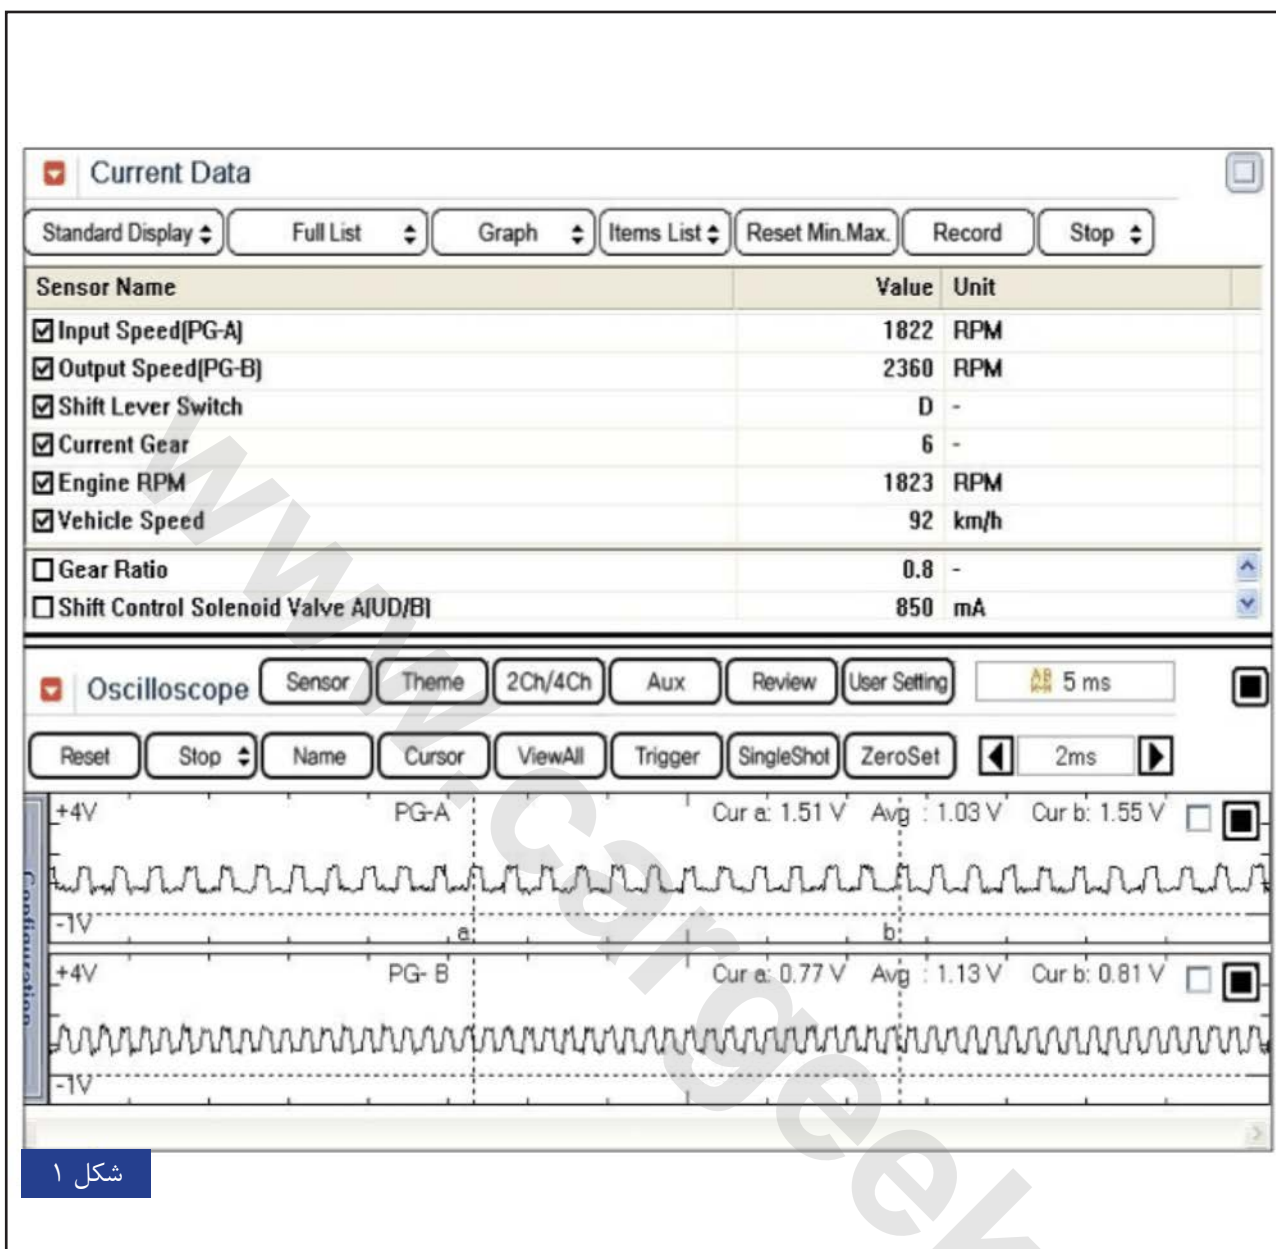 Current Data
Standard Display Full List Graph Items List Reset Min.Max. Record Stop
Sensor Name Value Unit
Input Speed(PG-A) 1822 RPM
Output Speed(PG-B) 2360 RPM
Shift Lever Switch D -
Current Gear 6 -
Engine RPM 1823 RPM
Vehicle Speed 92 km/h
Gear Ratio 0.8 -
Shift Control Solenoid Valve A(UD/B) 850 mA
Oscilloscope Sensor Theme 2Ch/4Ch Aux Review User Setting 5 ms
Reset Stop Name Cursor ViewAll Trigger SingleShot ZeroSet 2ms
+4V PG-A Cur a: 1.51 V Avg : 1.03 V Cur b: 1.55 V
-1V a b
+4V PG- B Cur a: 0.77 V Avg : 1.13 V Cur b: 0.81 V
-1V
Configuration
شکل ۱